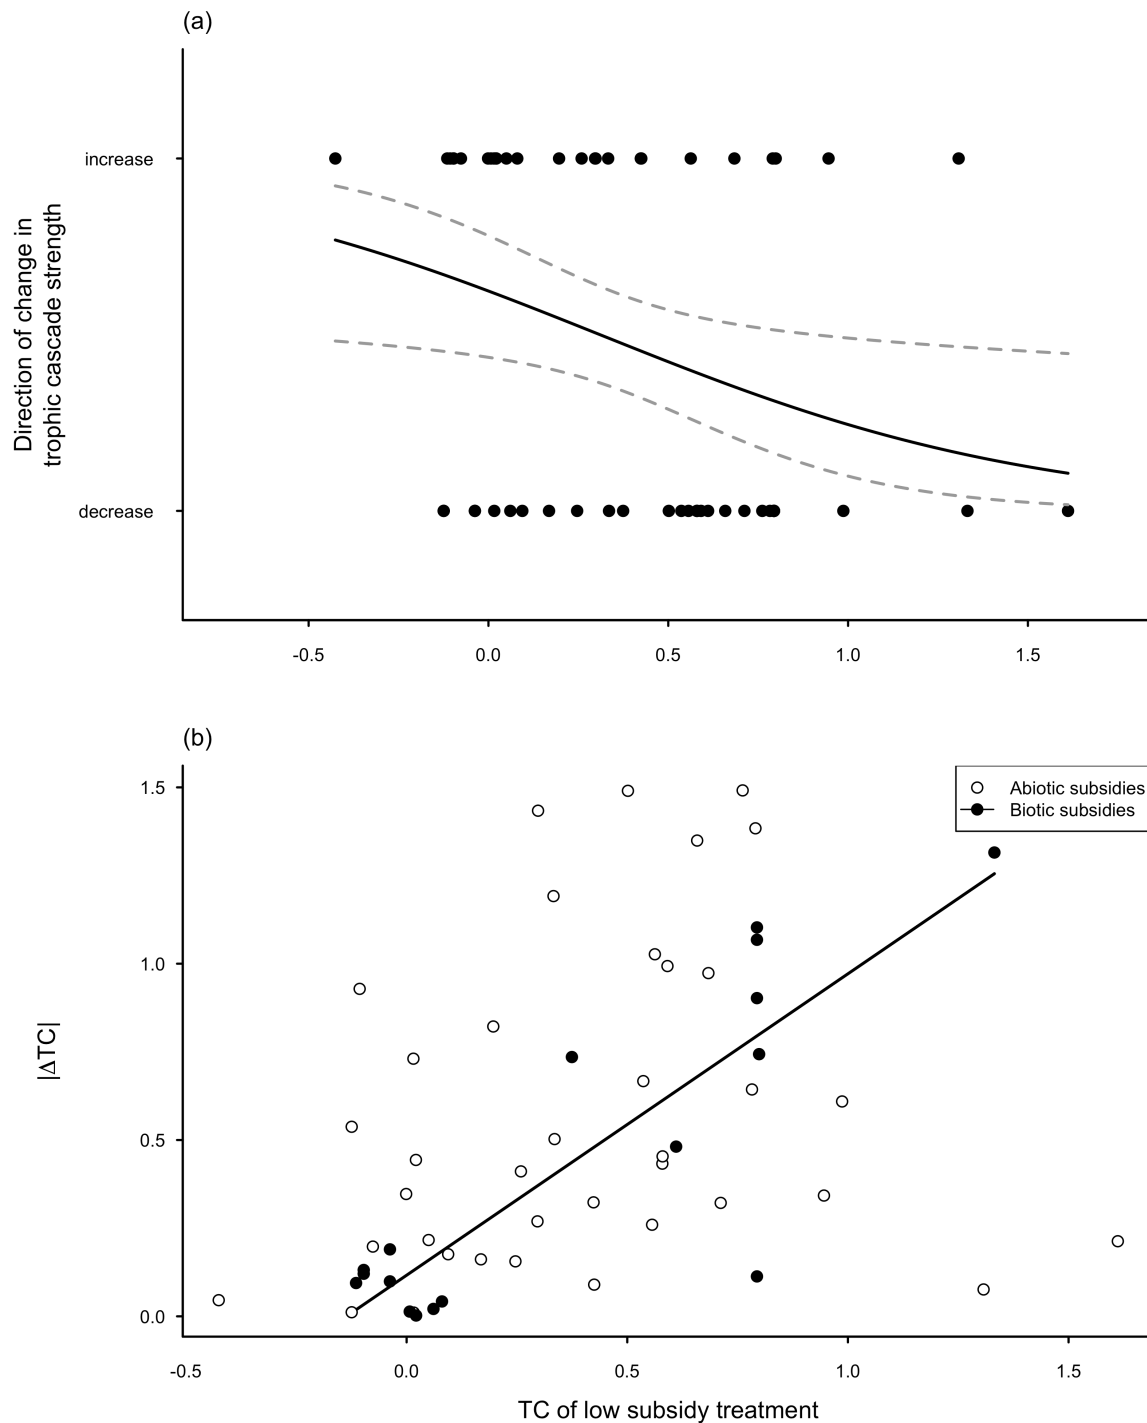 (a)
increase
Direction of change in
trophic cascade strength
decrease
-0.5 0.0 0.5 1.0 1.5
(b)
1.5
Abiotic subsidies
Biotic subsidies
1.0
|ΔTC|
0.5
0.0
-0.5 0.0 0.5 1.0 1.5
TC of low subsidy treatment